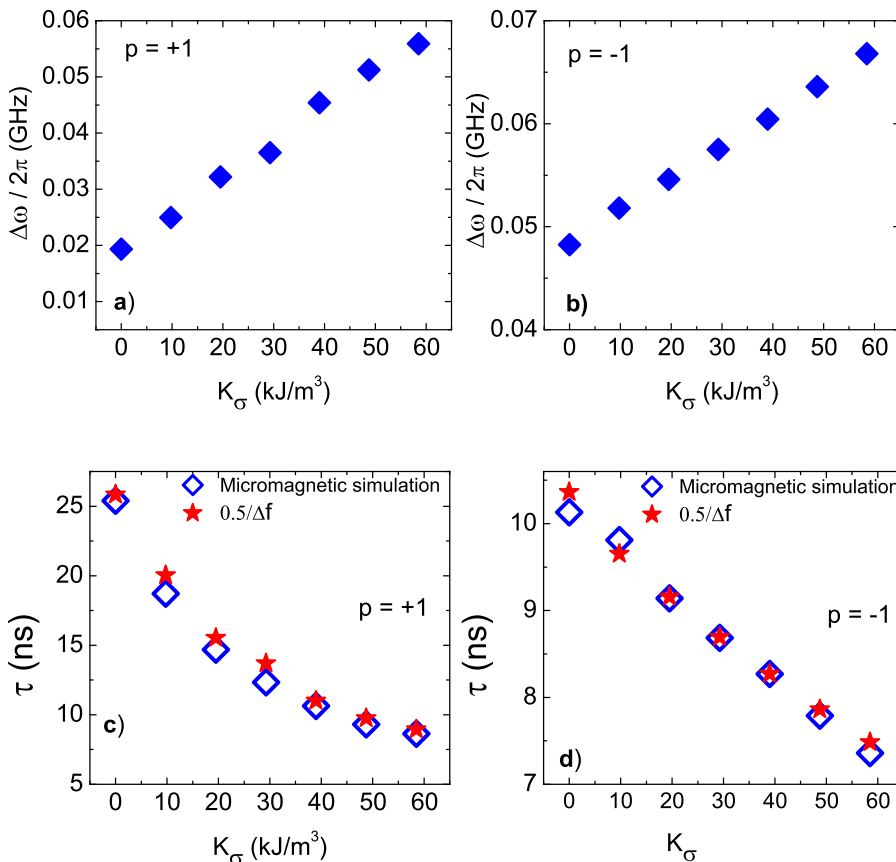 0.06
0.05
0.04
0.03
0.02
0.01
Δω / 2π (GHz)
p = +1
a)
0 10 20 30 40 50 60
K_σ (kJ/m³)
0.07
0.06
0.05
0.04
Δω / 2π (GHz)
p = -1
b)
0 10 20 30 40 50 60
K_σ (kJ/m³)
25
20
15
10
5
τ (ns)
Micromagnetic simulation
0.5/Δf
p = +1
c)
0 10 20 30 40 50 60
K_σ (kJ/m³)
10
9
8
7
τ (ns)
Micromagnetic simulation
0.5/Δf
p = -1
d)
0 10 20 30 40 50 60
K_σ